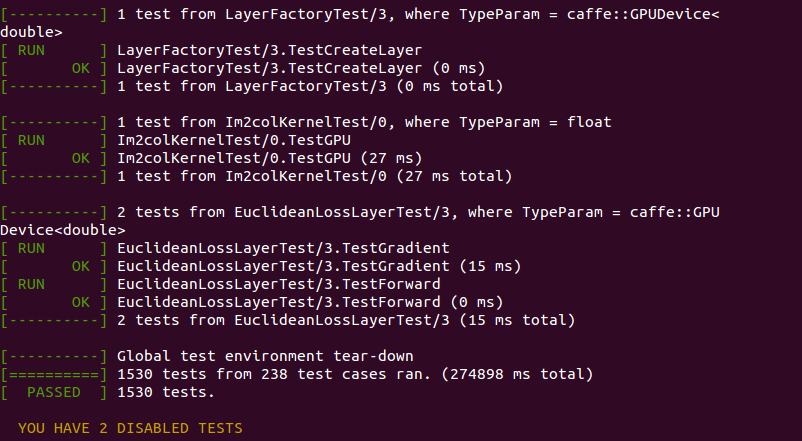 [----------] 1 test from LayerFactoryTest/3, where TypeParam = caffe::GPUDevice<
double>
[ RUN      ] LayerFactoryTest/3.TestCreateLayer
[       OK ] LayerFactoryTest/3.TestCreateLayer (0 ms)
[----------] 1 test from LayerFactoryTest/3 (0 ms total)

[----------] 1 test from Im2colKernelTest/0, where TypeParam = float
[ RUN      ] Im2colKernelTest/0.TestGPU
[       OK ] Im2colKernelTest/0.TestGPU (27 ms)
[----------] 1 test from Im2colKernelTest/0 (27 ms total)

[----------] 2 tests from EuclideanLossLayerTest/3, where TypeParam = caffe::GPU
Device<double>
[ RUN      ] EuclideanLossLayerTest/3.TestGradient
[       OK ] EuclideanLossLayerTest/3.TestGradient (15 ms)
[ RUN      ] EuclideanLossLayerTest/3.TestForward
[       OK ] EuclideanLossLayerTest/3.TestForward (0 ms)
[----------] 2 tests from EuclideanLossLayerTest/3 (15 ms total)

[----------] Global test environment tear-down
[==========] 1530 tests from 238 test cases ran. (274898 ms total)
[  PASSED  ] 1530 tests.

  YOU HAVE 2 DISABLED TESTS